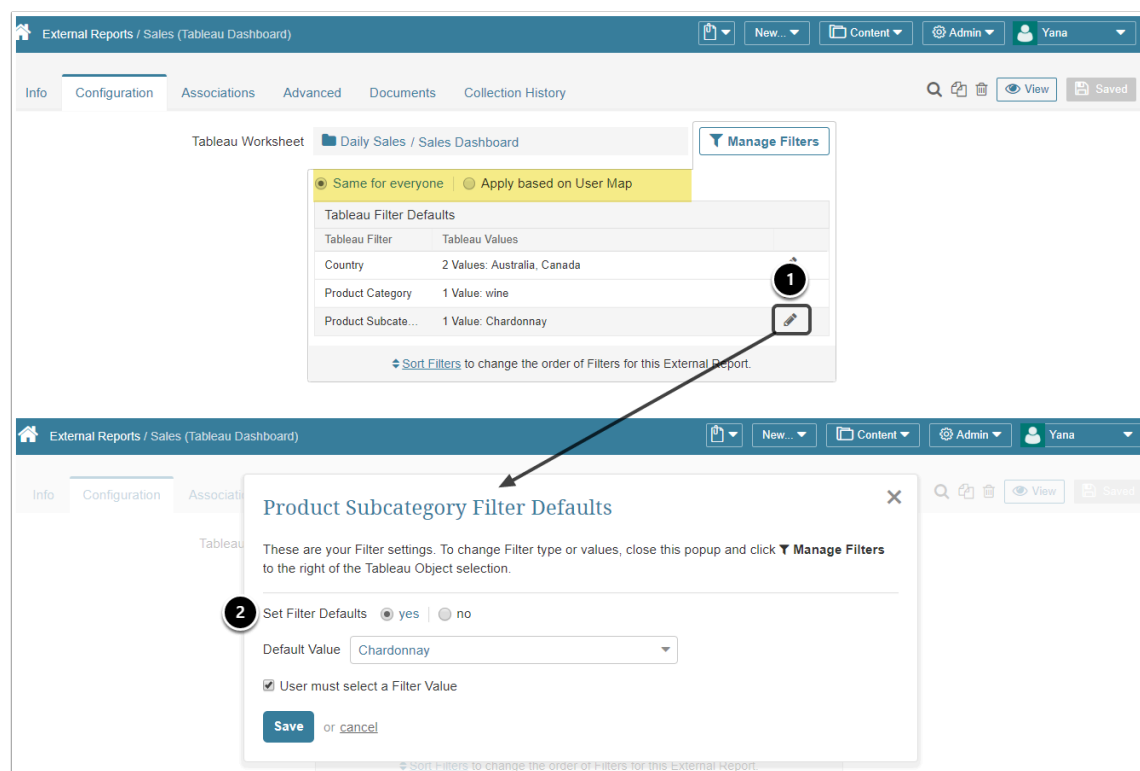 External Reports / Sales (Tableau Dashboard) New... Content Admin Yana
Info Configuration Associations Advanced Documents Collection History View Saved
Tableau Worksheet Daily Sales / Sales Dashboard Manage Filters
Same for everyone Apply based on User Map
Tableau Filter Defaults
Tableau Filter Tableau Values
Country 2 Values: Australia, Canada
1
Product Category 1 Value: wine
Product Subcate... 1 Value: Chardonnay
Sort Filters to change the order of Filters for this External Report.
External Reports / Sales (Tableau Dashboard) New... Content Admin Yana
Info Configuration Associati View Saved
Product Subcategory Filter Defaults
Tableau
These are your Filter settings. To change Filter type or values, close this popup and click Manage Filters
to the right of the Tableau Object selection.
2 Set Filter Defaults yes no
Default Value Chardonnay
User must select a Filter Value
Save or cancel
Sort Filters to change the order of Filters for this External Report.